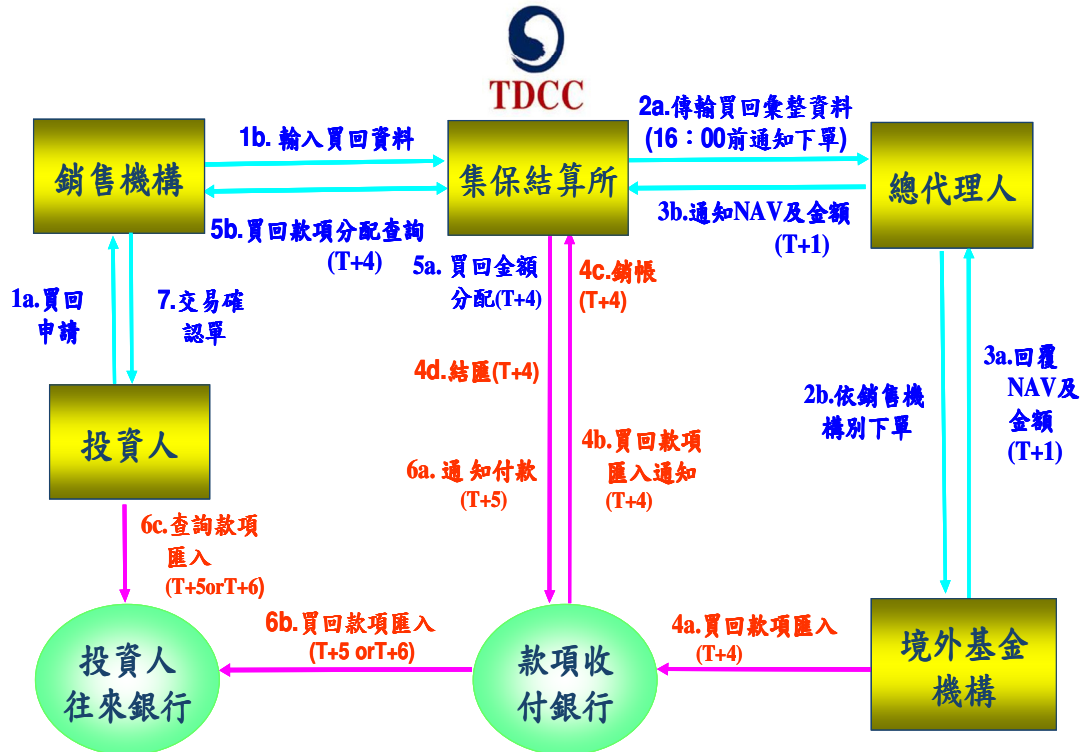 TDCC
2a.傳輸買回彙整資料
(16：00前通知下單)
1b. 輸入買回資料
銷售機構
集保結算所
總代理人
3b.通知NAV及金額
(T+1)
5b.買回款項分配查詢
(T+4)
5a.買回金額
分配(T+4)
4c.銷帳
(T+4)
1a.買回
申請
7.交易確
認單
4d.結匯(T+4)
3a.回覆
NAV及
金額
(T+1)
2b.依銷售機
構別下單
投資人
4b.買回款項
匯入通知
(T+4)
6a.通知付款
(T+5)
6c.查詢款項
匯入
(T+5orT+6)
6b.買回款項匯入
(T+5 orT+6)
4a.買回款項匯入
(T+4)
投資人
往來銀行
款項收
付銀行
境外基金
機構